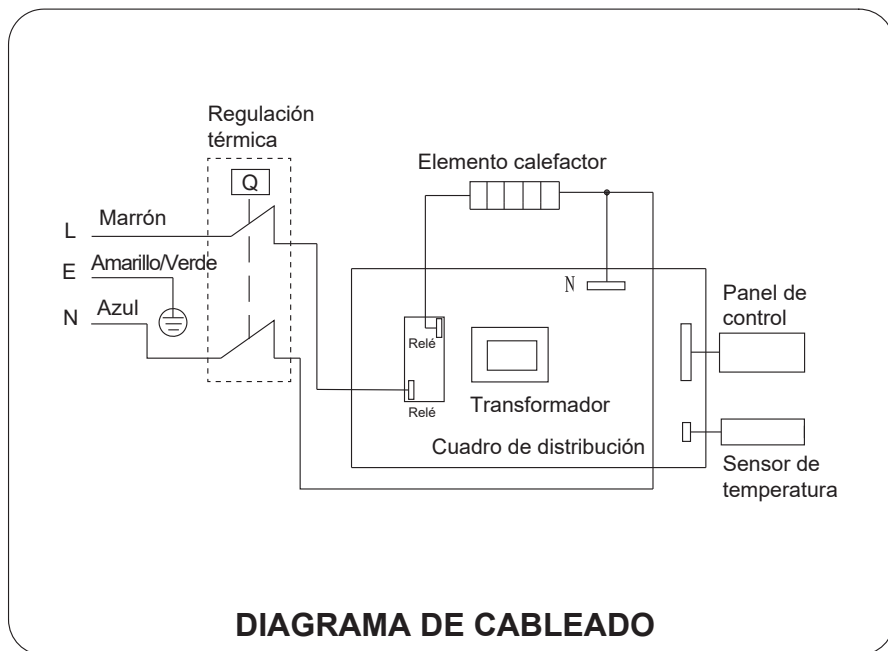 Regulación
térmica
Q
Elemento calefactor
L
Marrón
E
Amarillo/Verde
N
Azul
N
Panel de
control
Relé
Relé
Transformador
Cuadro de distribución
Sensor de
temperatura
DIAGRAMA DE CABLEADO